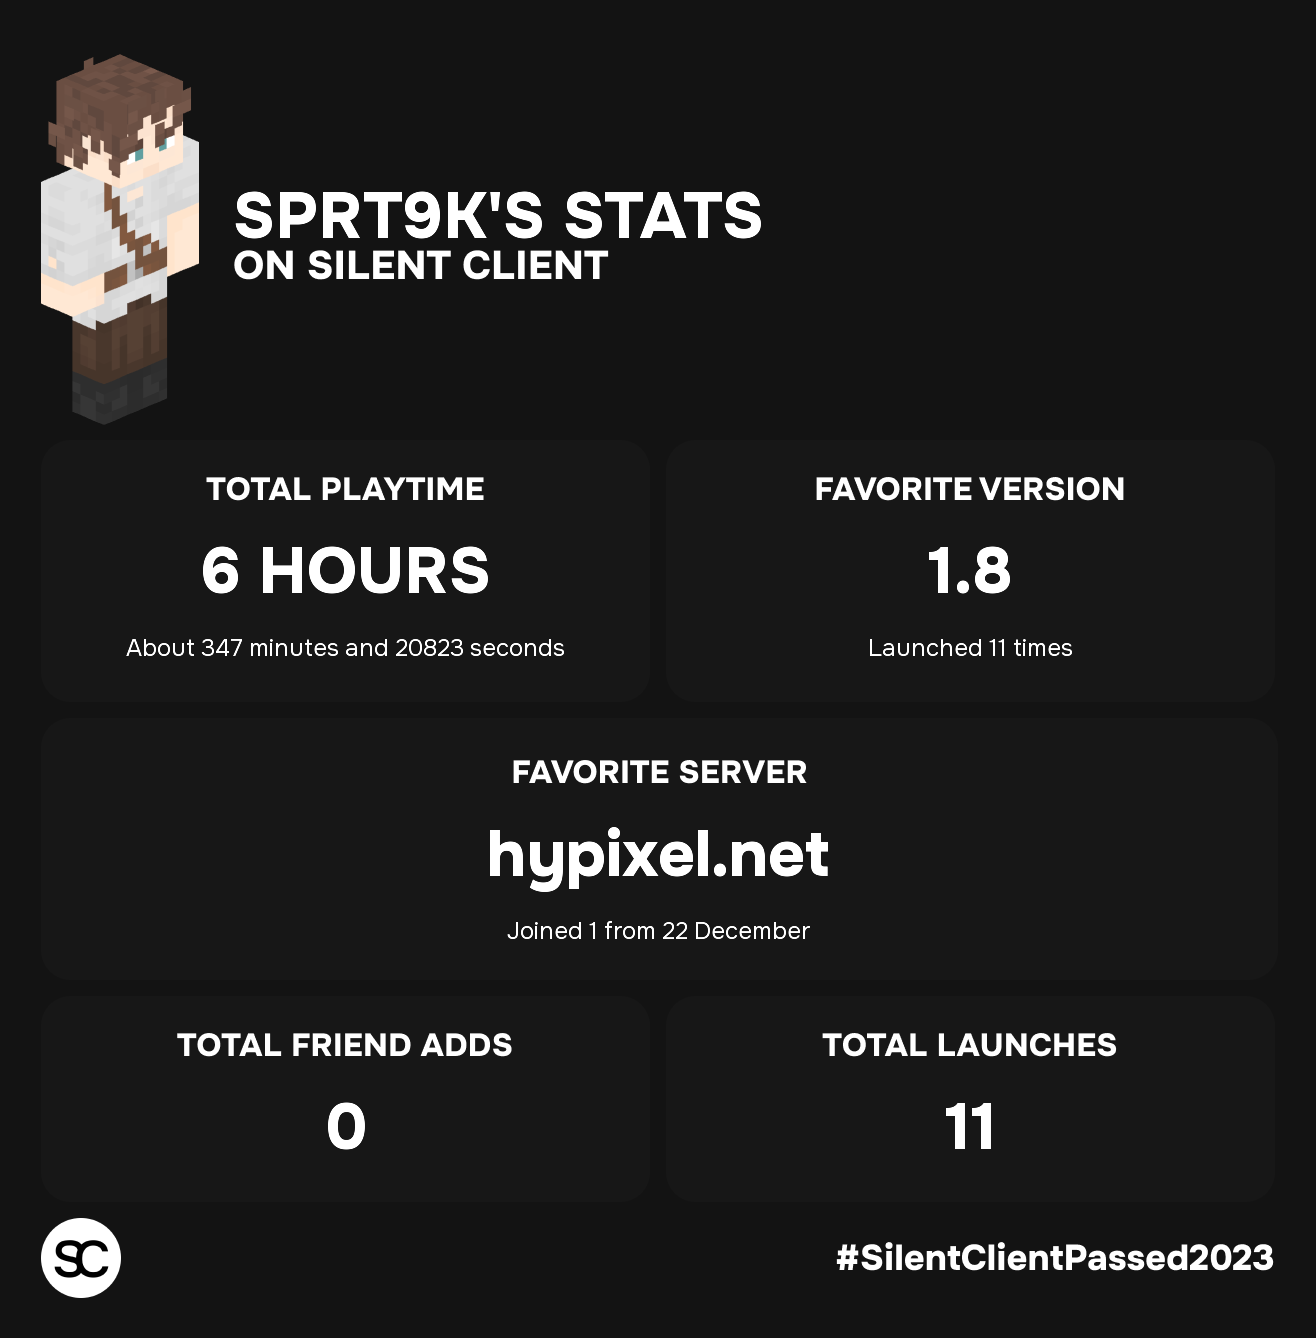 SPRT9K'S STATS
ON SILENT CLIENT
TOTAL PLAYTIME
6 HOURS
About 347 minutes and 20823 seconds
FAVORITE VERSION
1.8
Launched 11 times
FAVORITE SERVER
hypixel.net
Joined 1 from 22 December
TOTAL FRIEND ADDS
0
TOTAL LAUNCHES
11
SC
#SilentClientPassed2023